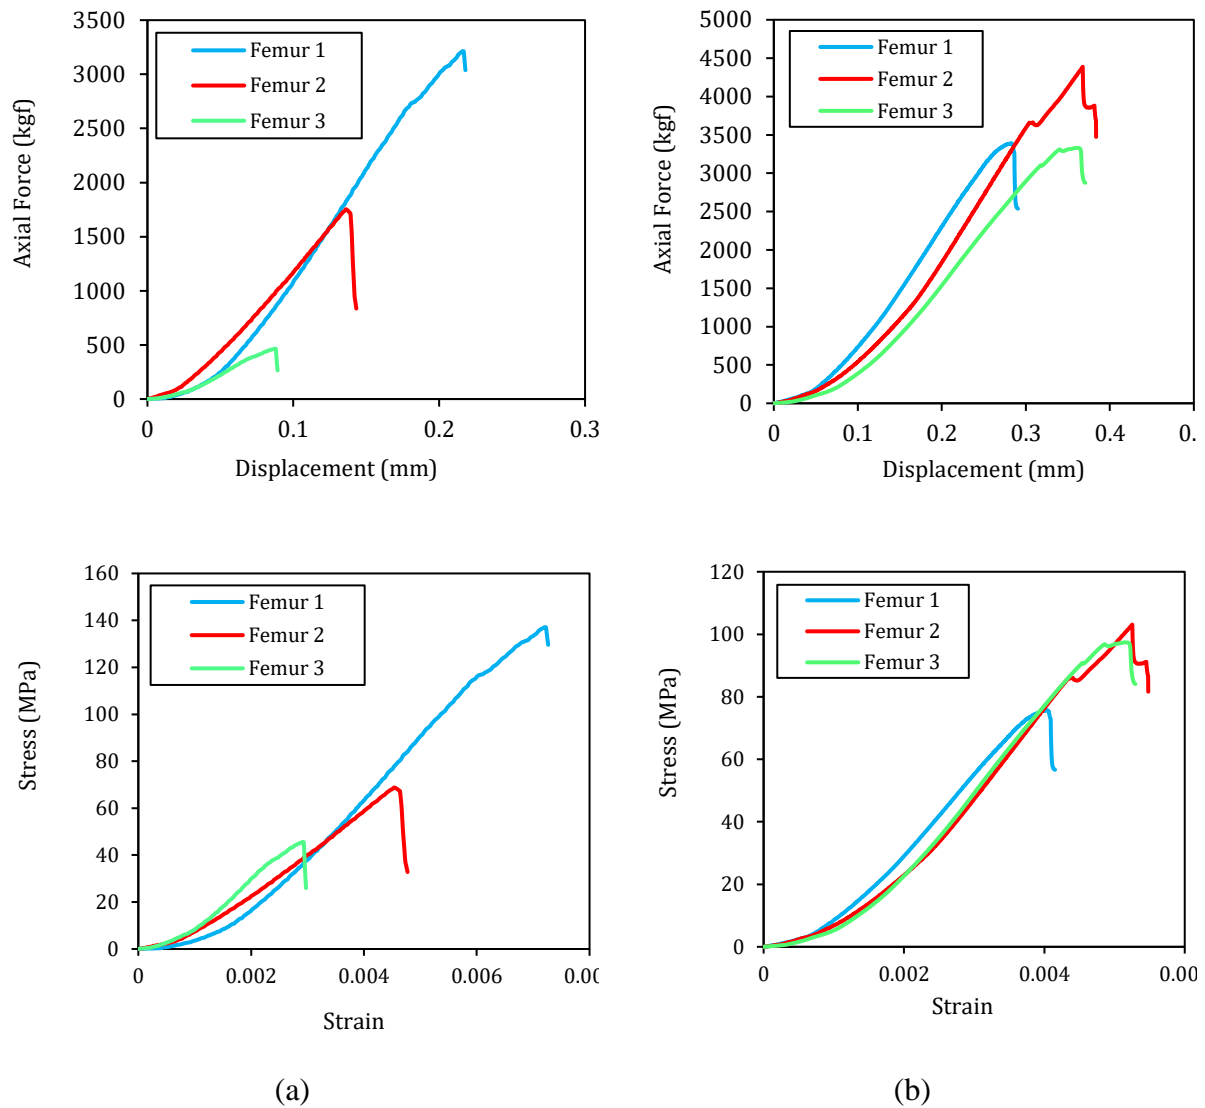 3500
3000
2500
2000
1500
1000
500
0
Axial Force (kgf)
Femur 1
Femur 2
Femur 3
0 0.1 0.2 0.3
Displacement (mm)
5000
4500
4000
3500
3000
2500
2000
1500
1000
500
0
Axial Force (kgf)
Femur 1
Femur 2
Femur 3
0 0.1 0.2 0.3 0.4 0.
Displacement (mm)
160
140
120
100
80
60
40
20
0
Stress (MPa)
Femur 1
Femur 2
Femur 3
0 0.002 0.004 0.006 0.00
Strain
120
100
80
60
40
20
0
Stress (MPa)
Femur 1
Femur 2
Femur 3
0 0.002 0.004 0.00
Strain
(a) (b)